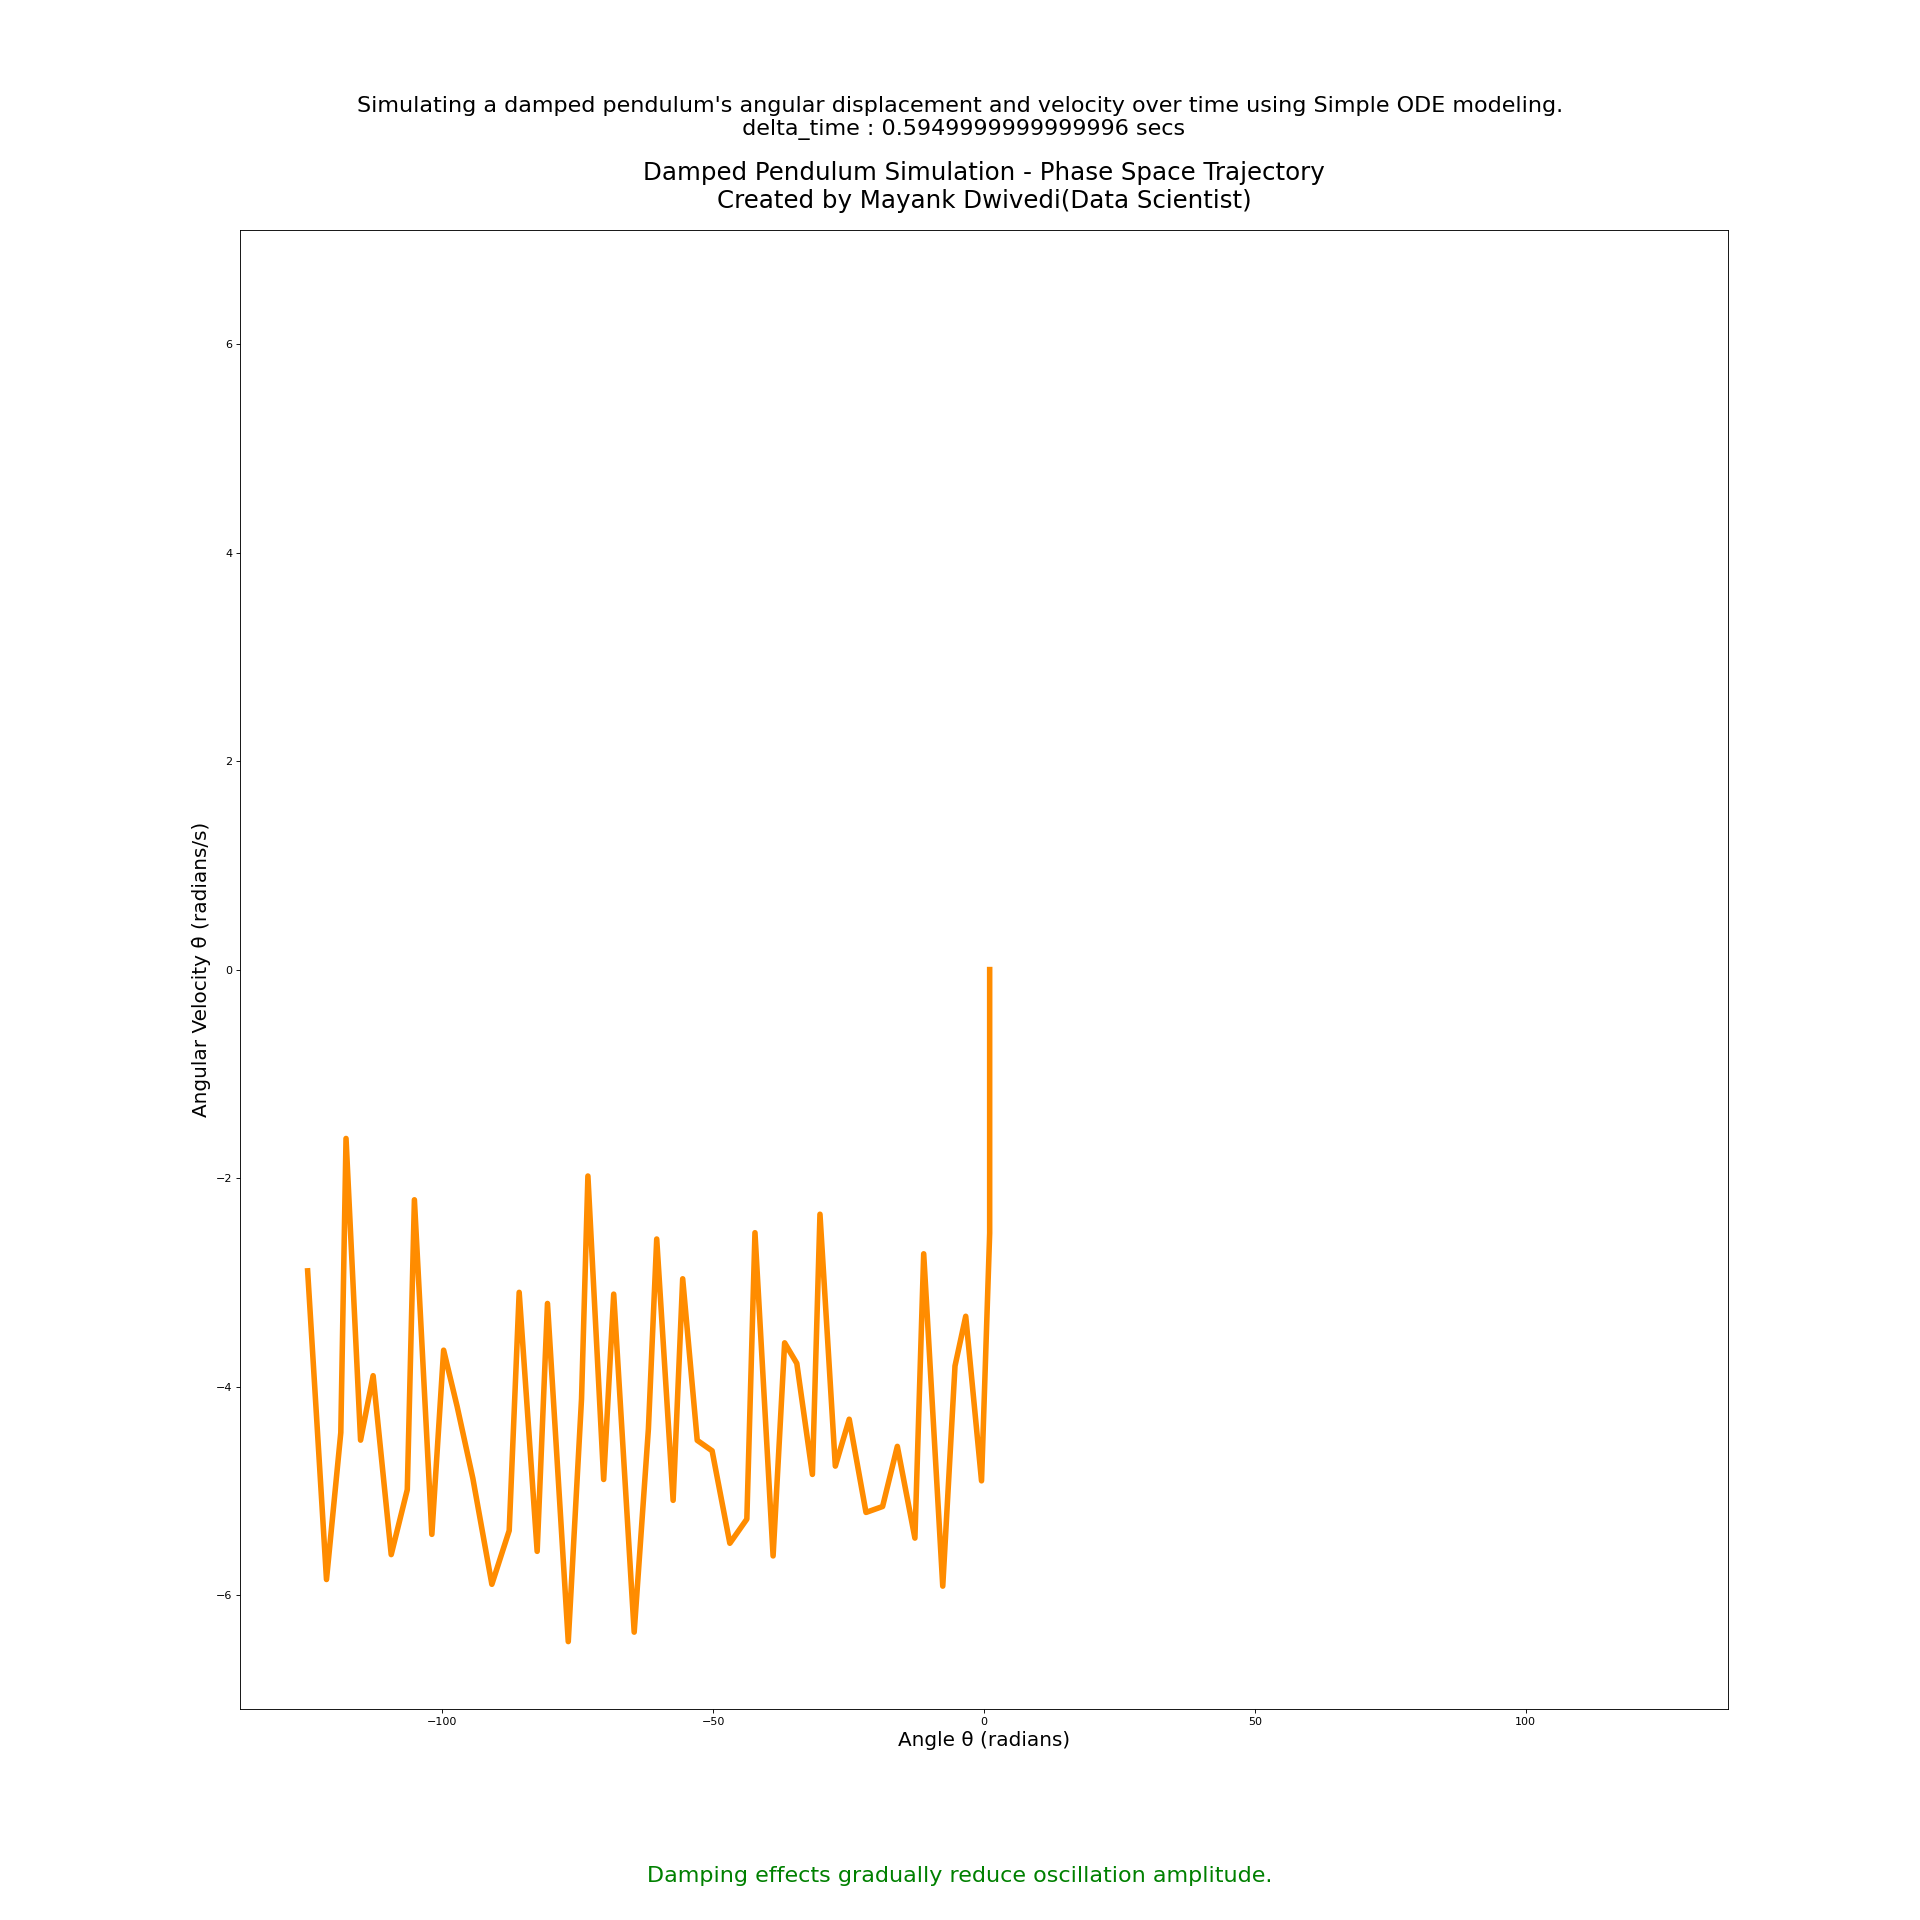 Simulating a damped pendulum's angular displacement and velocity over time using Simple ODE modeling.
delta_time : 0.5949999999999996 secs
Damped Pendulum Simulation - Phase Space Trajectory
Created by Mayank Dwivedi(Data Scientist)
Angular Velocity θ (radians/s)
6
4
2
0
−2
−4
−6
−100
−50
0
50
100
Angle θ (radians)
Damping effects gradually reduce oscillation amplitude.